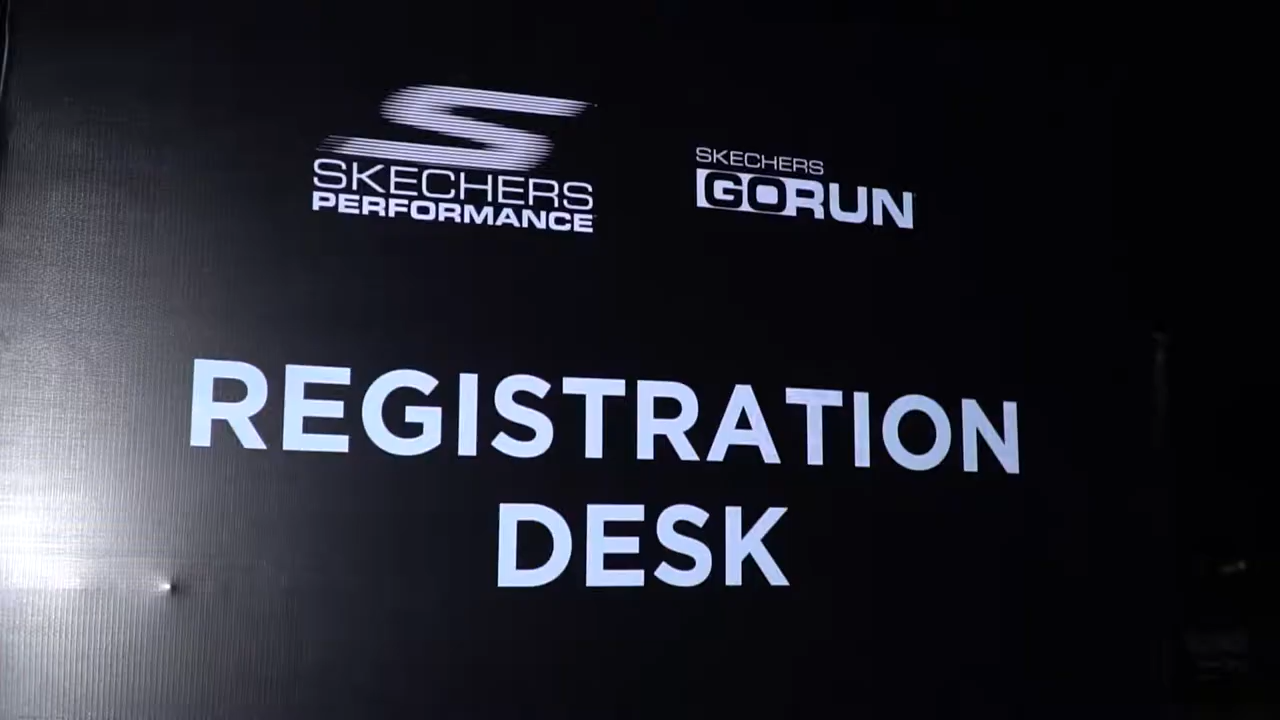 SKECHERS
PERFORMANCE
SKECHERS
GORUN
REGISTRATION
DESK